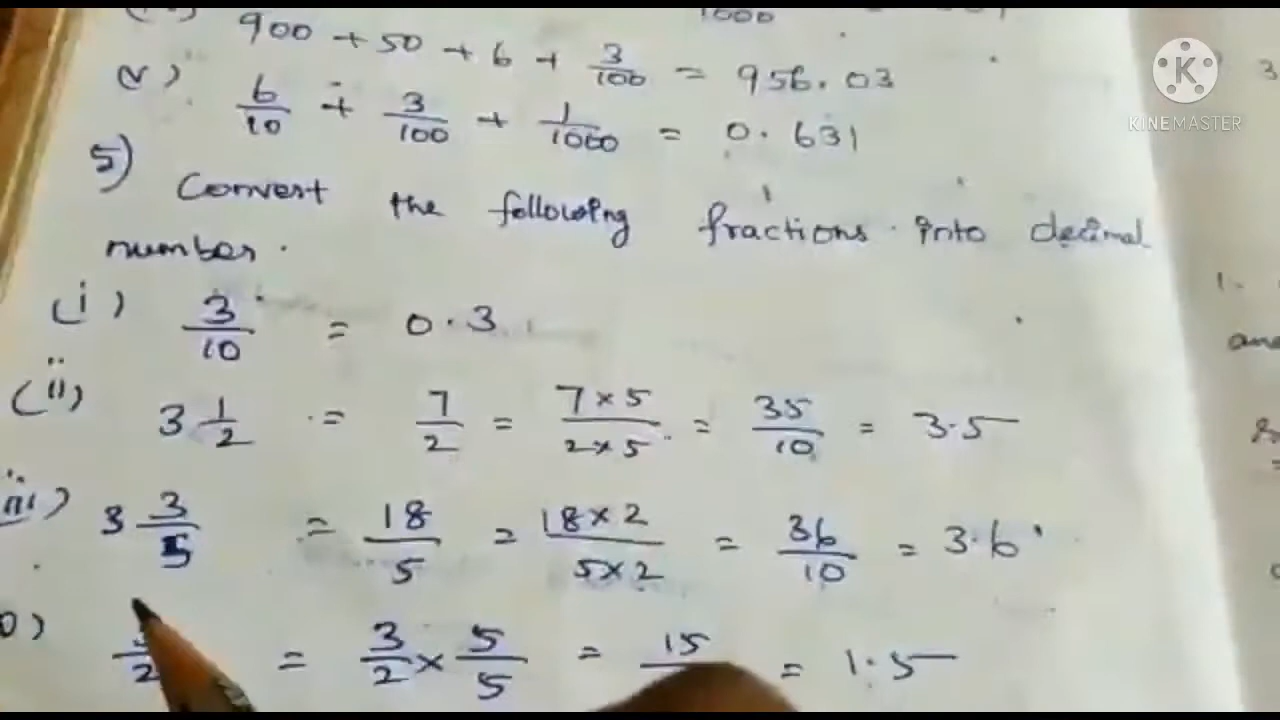 900 + 50 + 6 + 3/100 = 956.03
(v) 6/10 + 3/100 + 1/1000 = 0.631
5) Convert the following fractions into decimal
number.
(i) 3/10 = 0.3
(ii) 3 1/2 = 7/2 = 7×5/2×5 = 35/10 = 3.5
(iii) 3 3/5 = 18/5 = 18×2/5×2 = 36/10 = 3.6
= 3/2 × 5/5 = 15 = 1.5
K
KINEMASTER